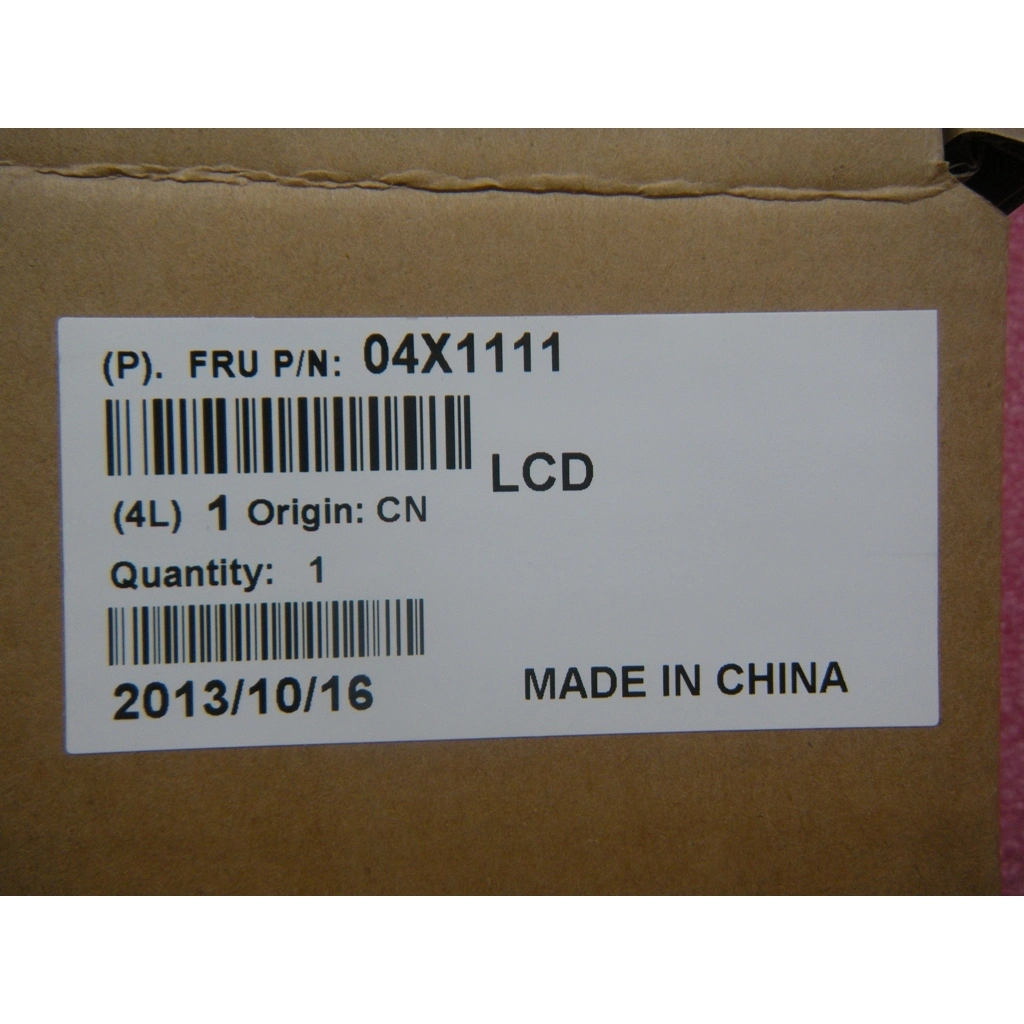 (P). FRU P/N: 04X1111
LCD
(4L) 1 Origin: CN
Quantity: 1
2013/10/16
MADE IN CHINA